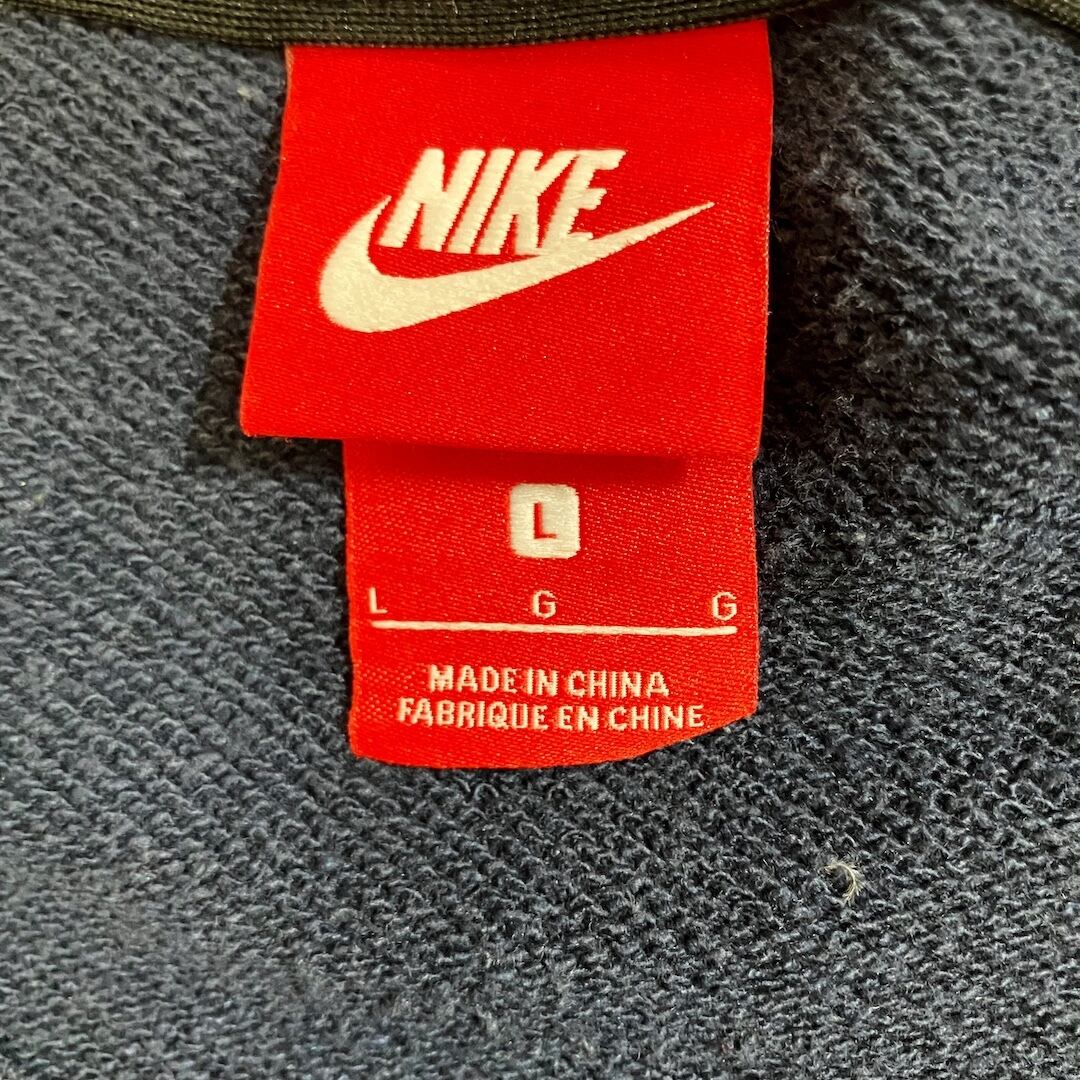 NIKE
L
L G G
MADE IN CHINA
FABRIQUE EN CHINE